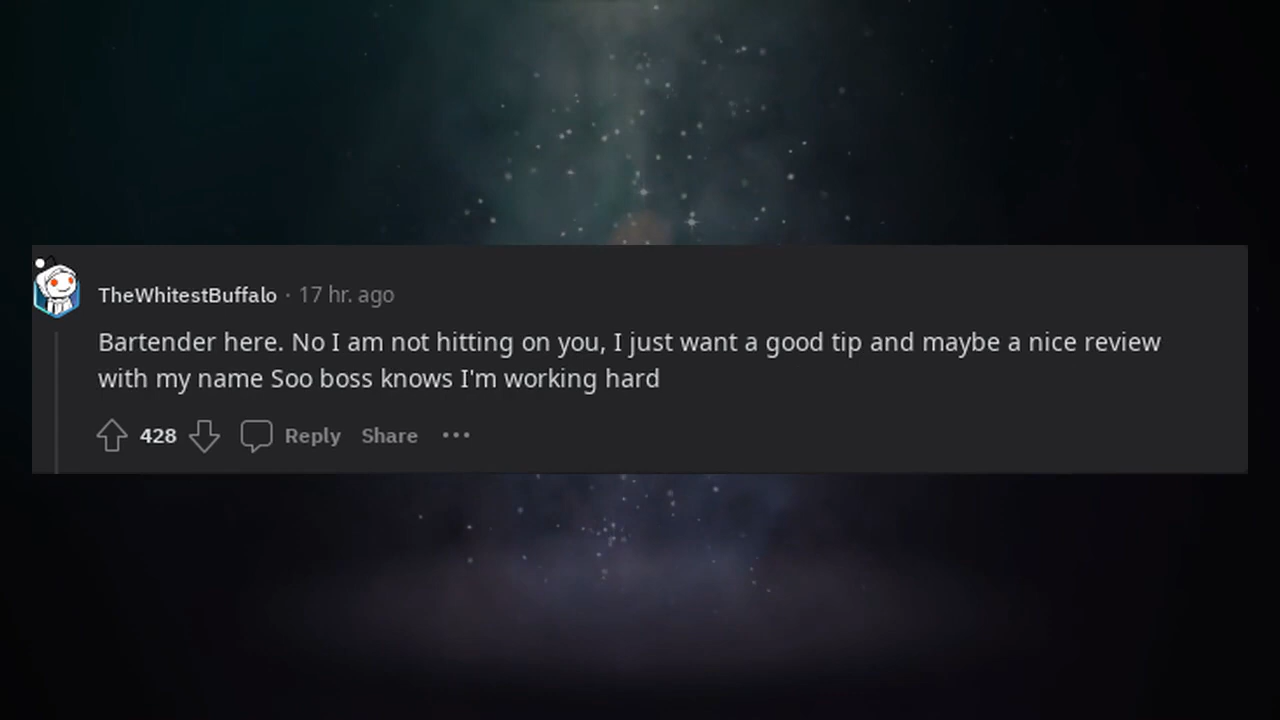 TheWhitestBuffalo · 17 hr. ago
Bartender here. No I am not hitting on you, I just want a good tip and maybe a nice review
with my name Soo boss knows I'm working hard
428 Reply Share ···